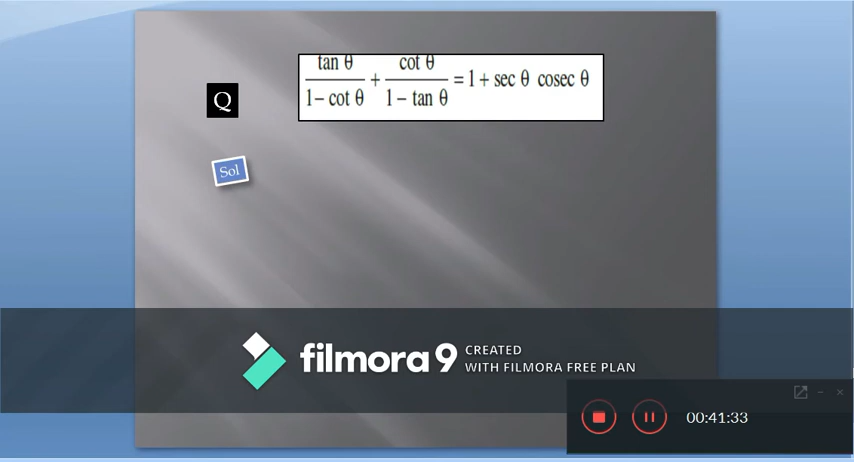 Q
tan θ / 1 – cot θ + cot θ / 1 – tan θ = 1 + sec θ cosec θ
Sol
filmora 9 CREATED
WITH FILMORA FREE PLAN
00:41:33